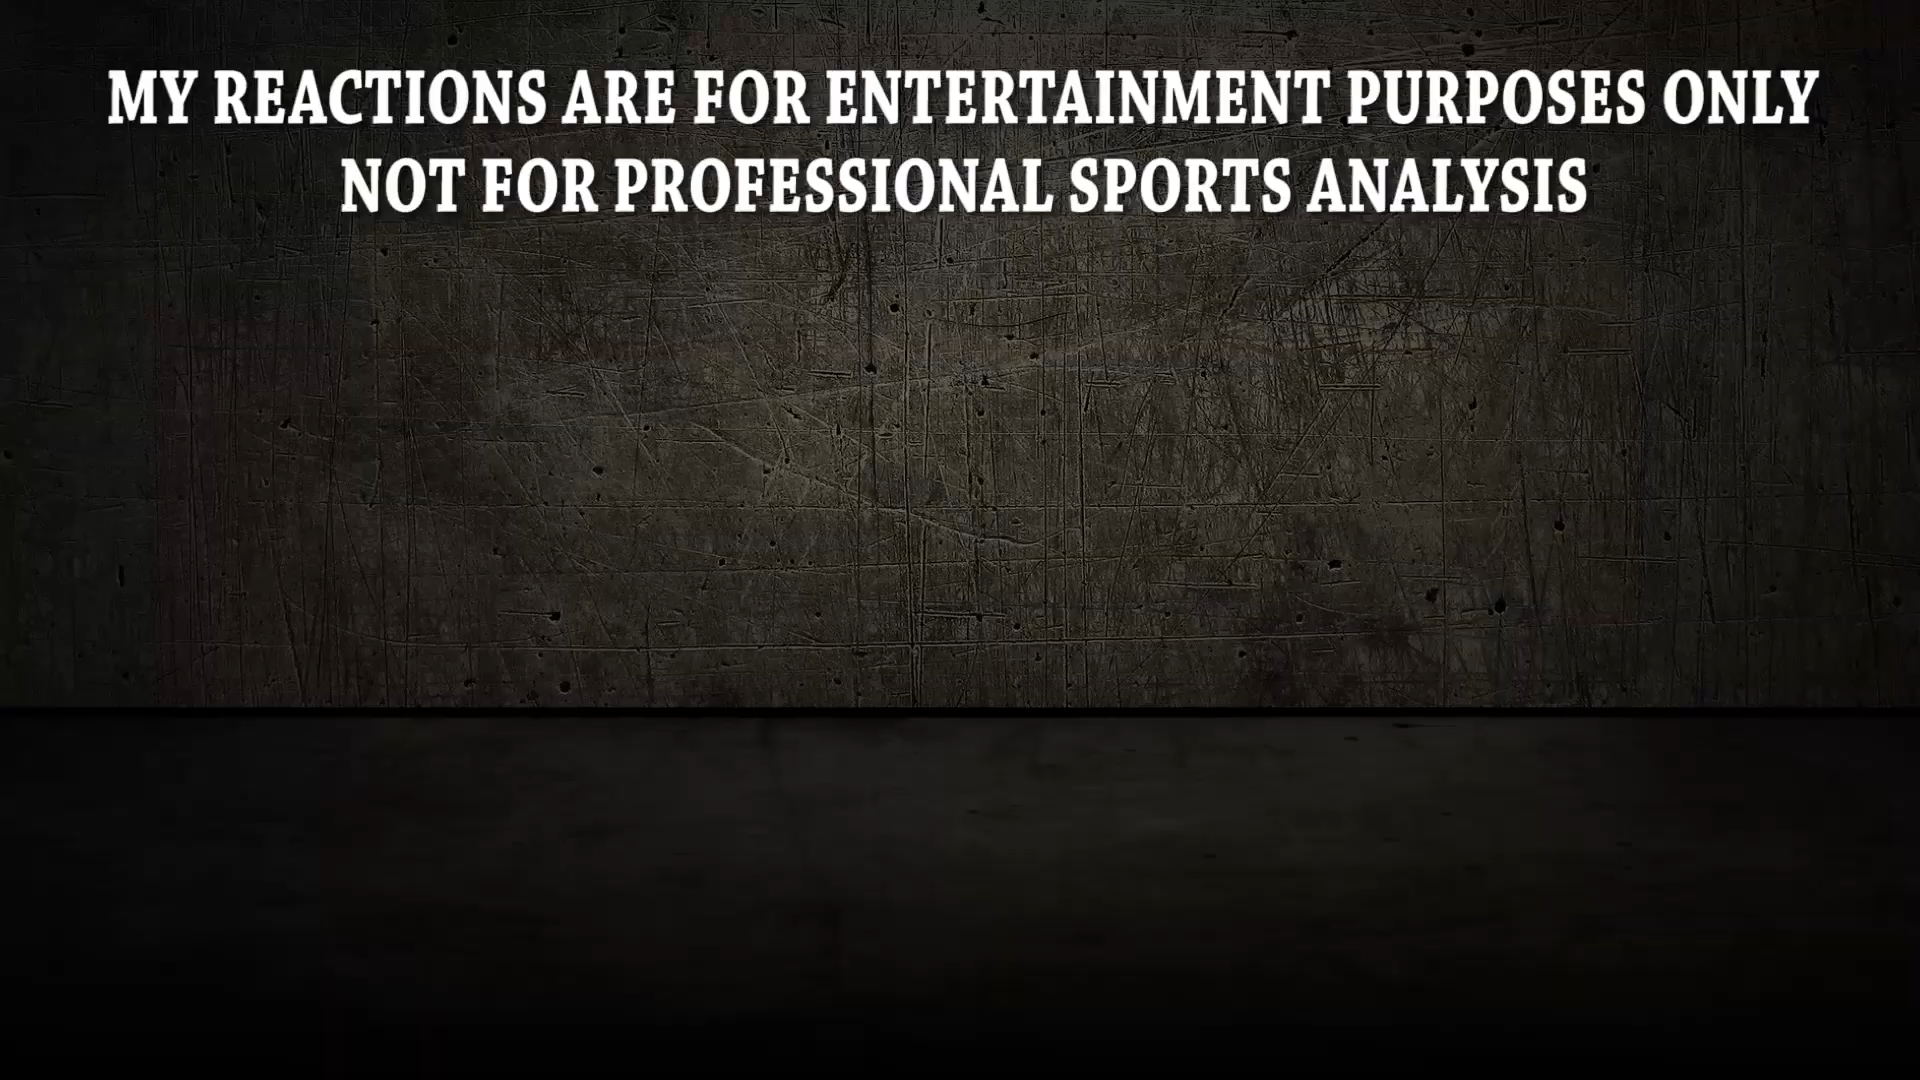 MY REACTIONS ARE FOR ENTERTAINMENT PURPOSES ONLY
NOT FOR PROFESSIONAL SPORTS ANALYSIS